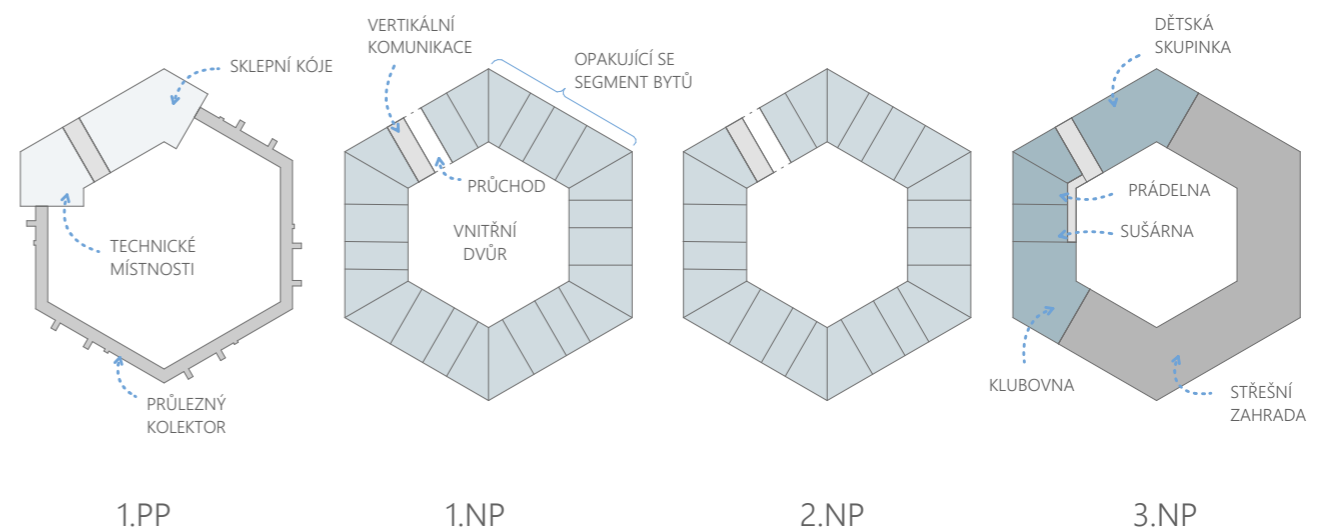 SKLEPNÍ KÓJE
TECHNICKÉ
MÍSTNOSTI
PRŮLEZNÝ
KOLEKTOR
1.PP
VERTIKÁLNÍ
KOMUNIKACE
OPAKUJÍCÍ SE
SEGMENT BYTŮ
PRŮCHOD
VNITŘNÍ
DVŮR
1.NP
2.NP
DĚTSKÁ
SKUPINKA
PRÁDELNA
SUŠÁRNA
KLUBOVNA
STŘEŠNÍ
ZAHRADA
3.NP